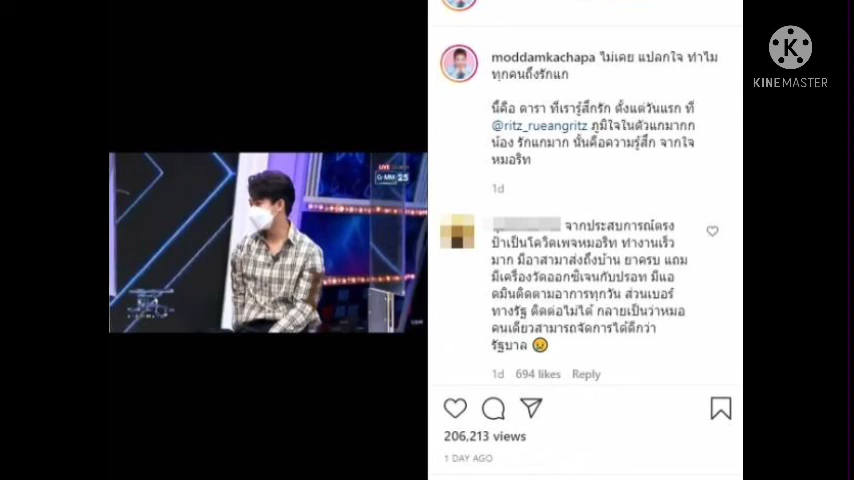 KINEMASTER
LIVE
GMM 25
moddamkachapa ไม่เคย แปลกใจ ทำไม
ทุกคนถึงรักแก
นี้คือ ดารา ที่เรารู้สึกรัก ตั้งแต่วันแรก ที่
@ritz_rueangritz ภูมิใจในตัวแกมากก
น้อง รักแกมาก นั้นคือความรู้สึก จากใจ
หมอริท
1d
จากประสบการณ์ตรง
ป้าเป็นโควิดเพจหมอริท ทำงานเร็ว
มาก มีอาสามาส่งถึงบ้าน ยาครบ แถม
มีเครื่องวัดออกซิเจนกับปรอท มีแอ
ดมินติดตามอาการทุกวัน ส่วนเบอร์
ทางรัฐ ติดต่อไม่ได้ กลายเป็นว่าหมอ
คนเดียวสามารถจัดการได้ดีกว่า
รัฐบาล 😢
1d 694 likes Reply
206,213 views
1 DAY AGO